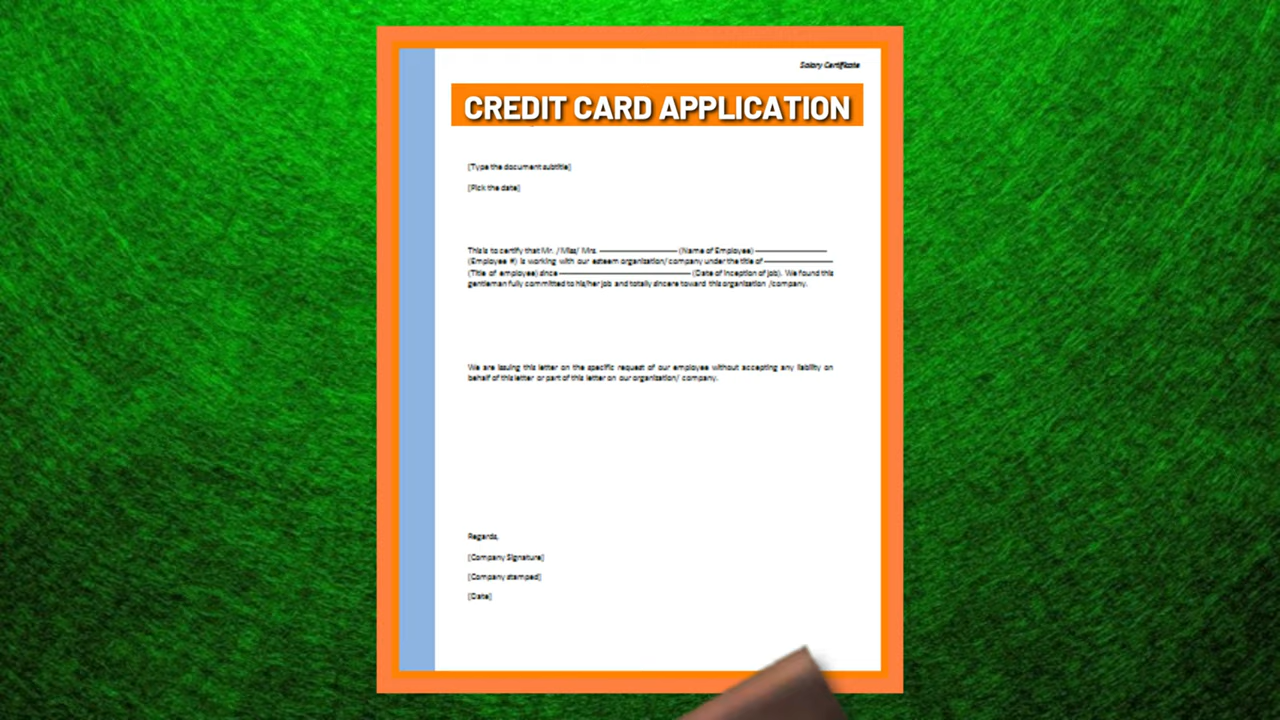 Salary Certificate
CREDIT CARD APPLICATION
[Type the document subtitle]
[Pick the date]
This is to certify that Mr. /Miss/ Mrs. ——————— (Name of Employee) ———————
(Employee #) is working with our esteem organization/ company under the title of ———————
(Title of employee) since ——————————— (Date of inception of job). We found this
gentleman fully committed to his/her job and totally sincere toward this organization /company.
We are issuing this letter on the specific request of our employee without accepting any liability on
behalf of this letter or part of this letter on our organization/ company.
Regards,
[Company Signature]
[Company stamped]
[Date]